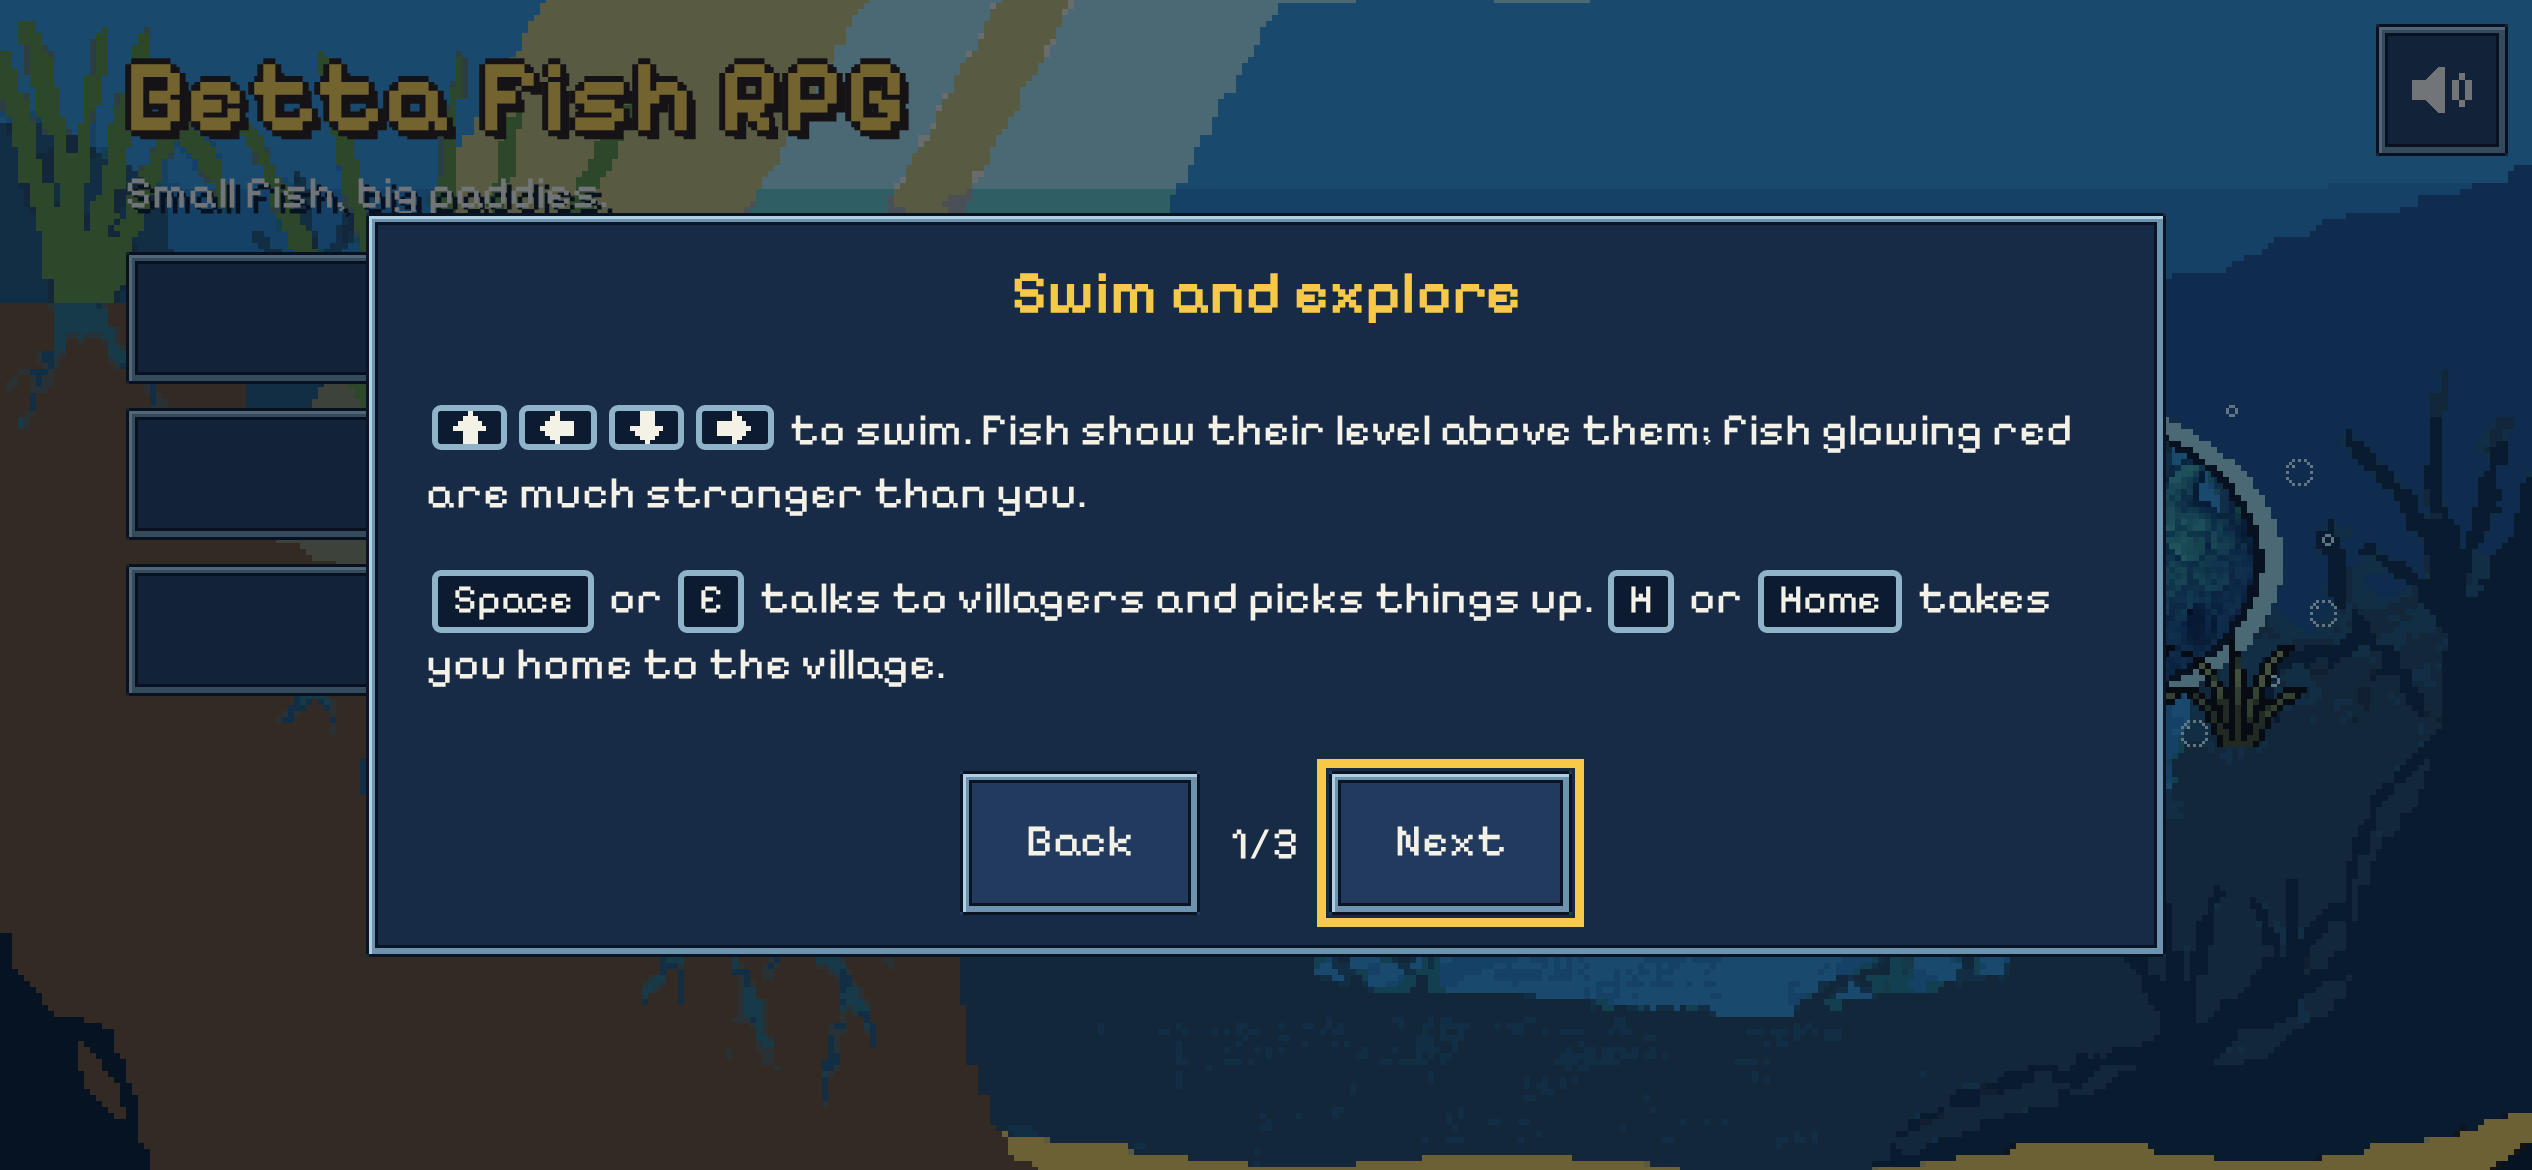 Betta Fish RPG
Small fish, big paddies.
Swim and explore
↑ ← ↓ → to swim. Fish show their level above them; fish glowing red
are much stronger than you.
Space or E talks to villagers and picks things up. H or Home takes
you home to the village.
Back 1/3 Next